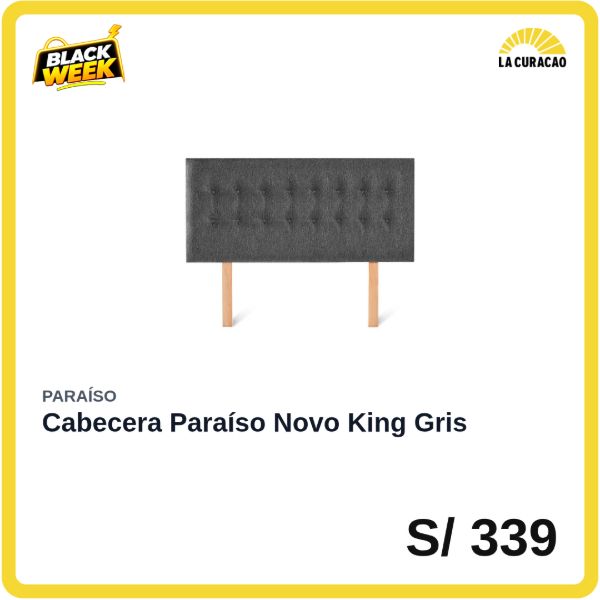 BLACK
WEEK
LA CURACAO
PARAÍSO
Cabecera Paraíso Novo King Gris
S/ 339